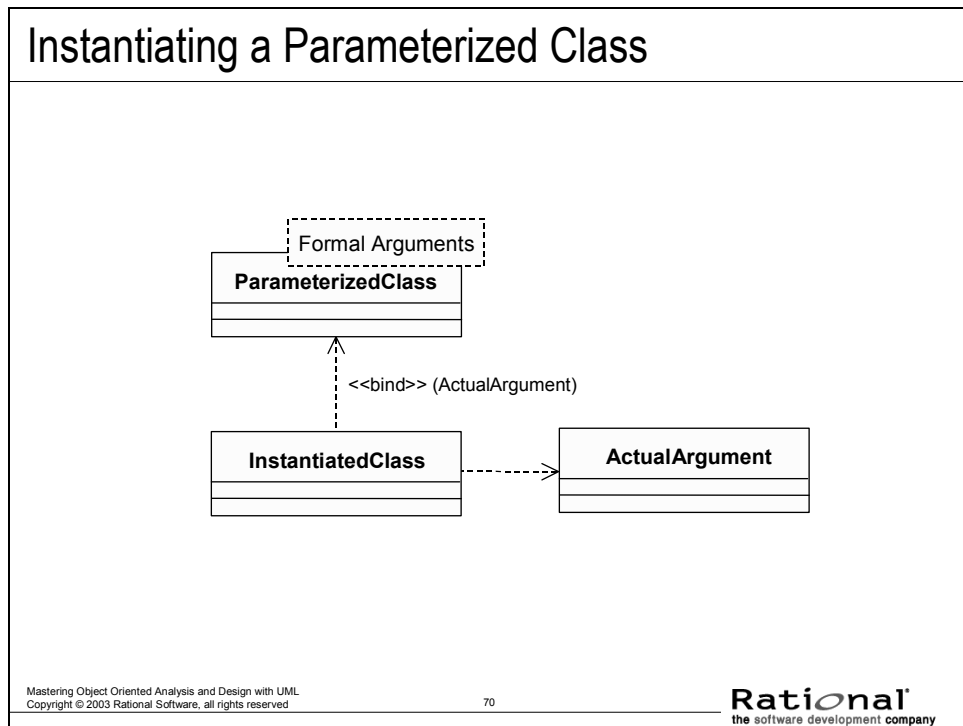 Instantiating a Parameterized Class
Formal Arguments
ParameterizedClass
<<bind>> (ActualArgument)
InstantiatedClass
ActualArgument
Mastering Object Oriented Analysis and Design with UML
Copyright © 2003 Rational Software, all rights reserved
70
Rational
the software development company